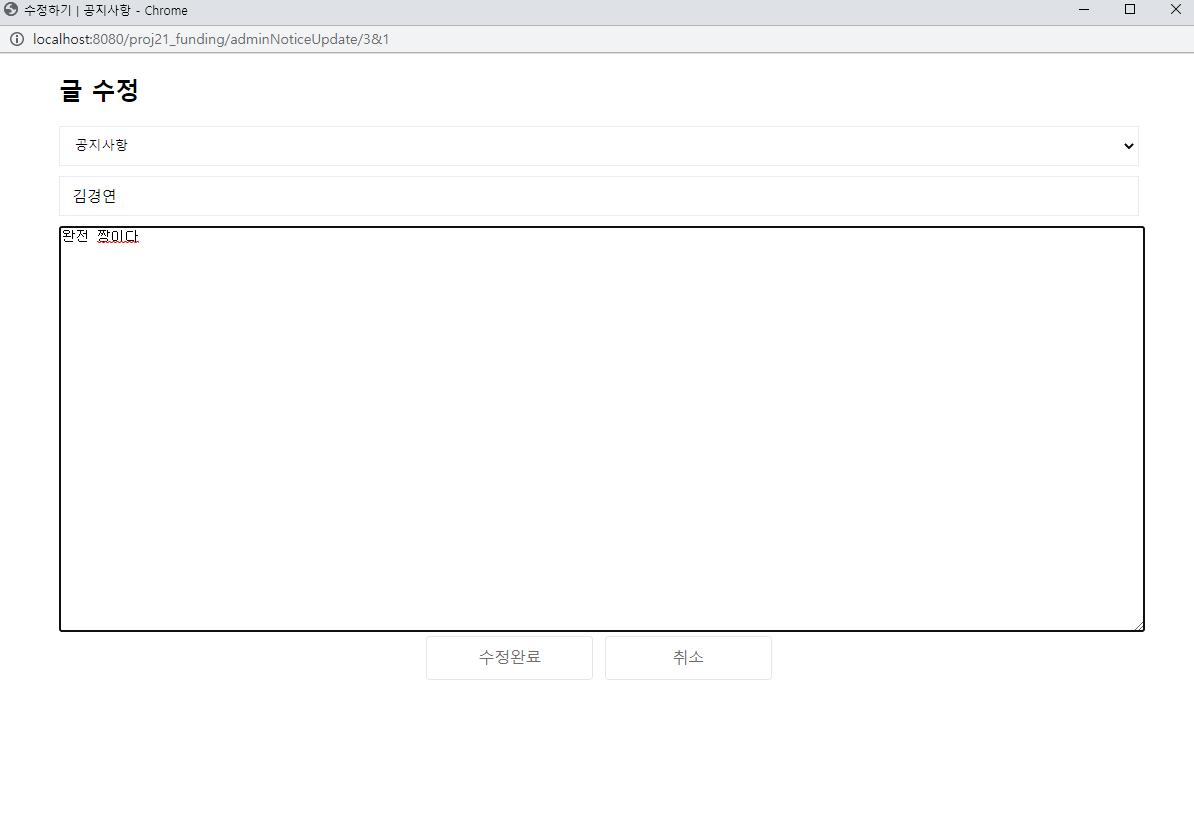 수정하기 | 공지사항 - Chrome
localhost:8080/proj21_funding/adminNoticeUpdate/3&1
글 수정
공지사항
김경연
완전 짱이다
수정완료 취소